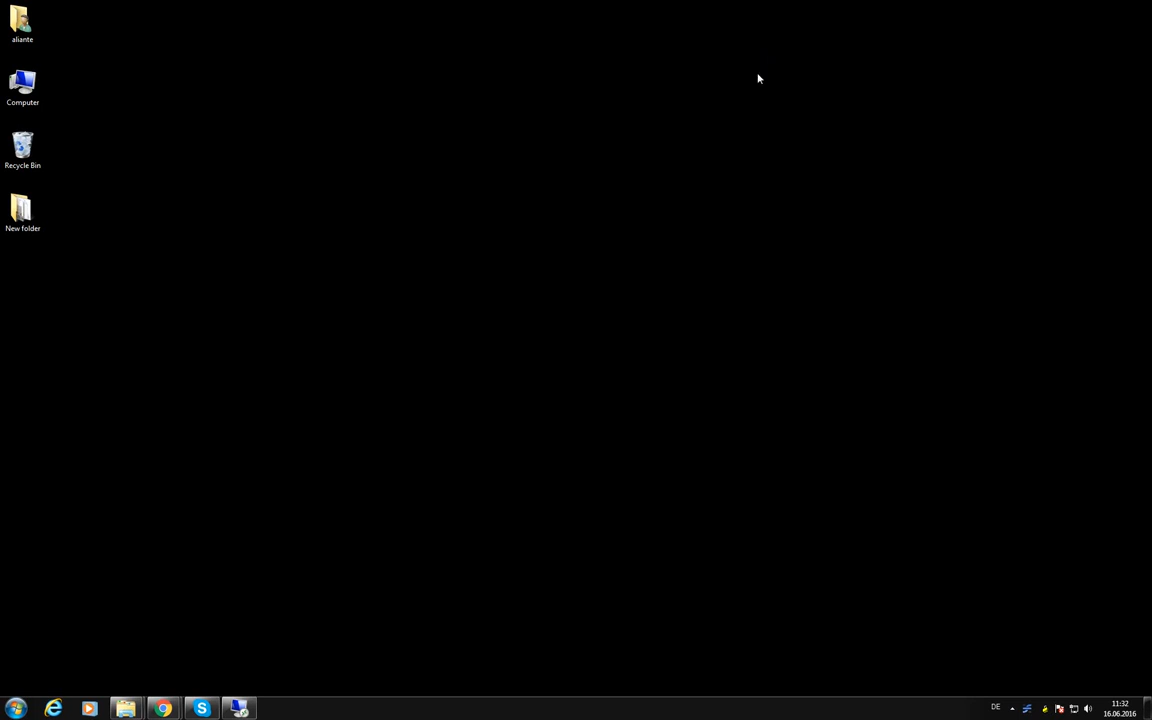 aliante
Computer
Recycle Bin
New folder
DE
11:32
16.06.2016